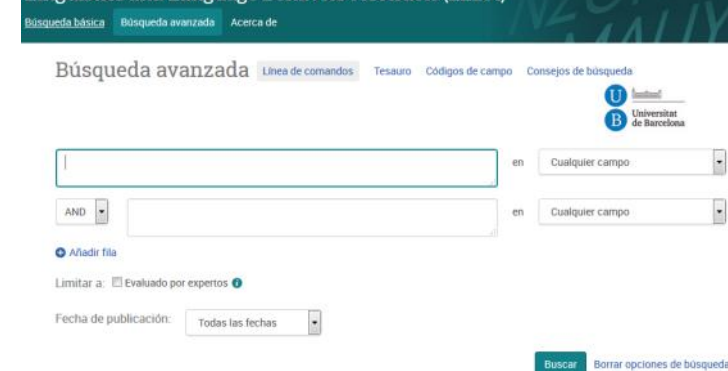 Búsqueda básica Búsqueda avanzada Acerca de
Búsqueda avanzada Línea de comandos Tesauro Códigos de campo Consejos de búsqueda
U
B
Universitat
de Barcelona
en Cualquier campo
AND en Cualquier campo
Añadir fila
Limitar a: Evaluado por expertos
Fecha de publicación: Todas las fechas
Buscar Borrar opciones de búsqueda